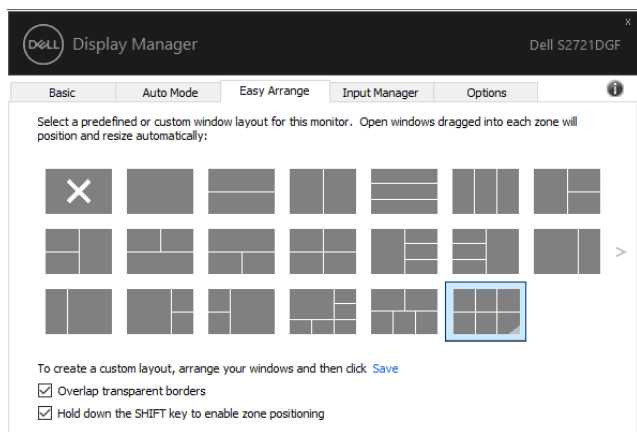 DELL Display Manager
x
Dell S2721DGF
Basic Auto Mode Easy Arrange Input Manager Options
Select a predefined or custom window layout for this monitor. Open windows dragged into each zone will
position and resize automatically:
>
To create a custom layout, arrange your windows and then click Save
Overlap transparent borders
Hold down the SHIFT key to enable zone positioning